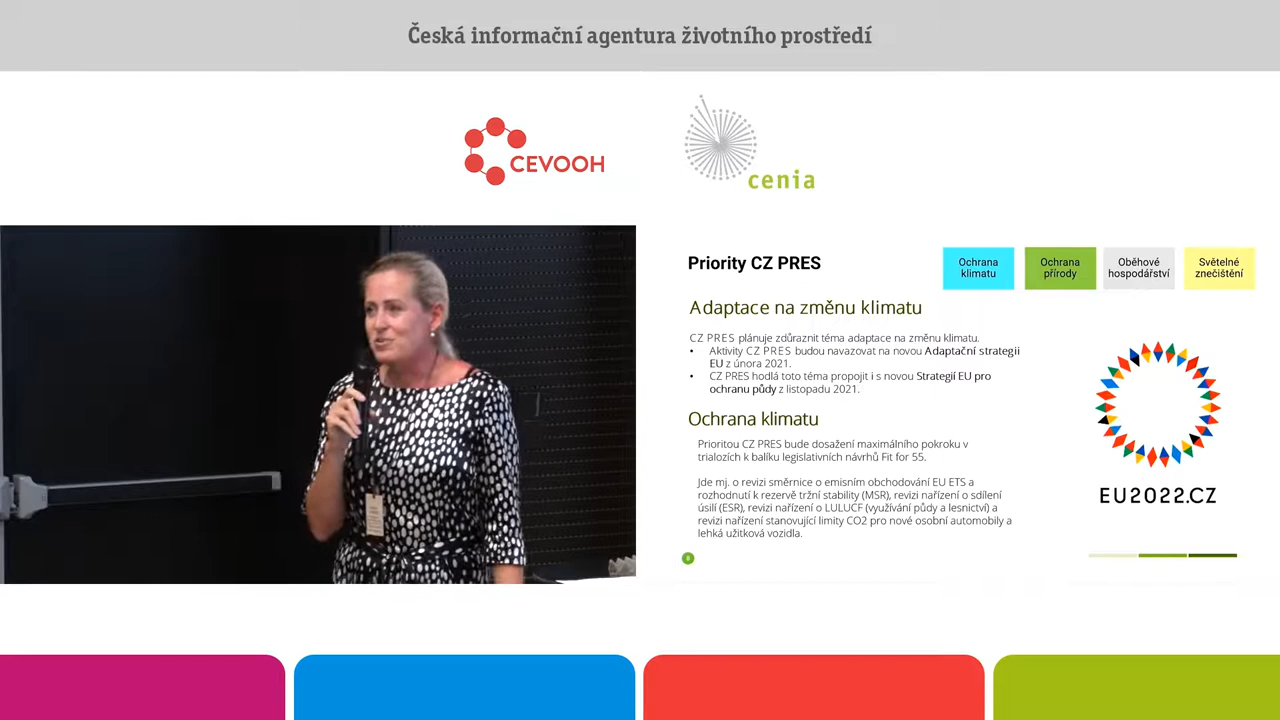 Česká informační agentura životního prostředí
CEVOOH
cenia
Priority CZ PRES
Ochrana
klimatu
Ochrana
přírody
Oběhové
hospodářství
Světelné
znečištění
Adaptace na změnu klimatu
CZ PRES plánuje zdůraznit téma adaptace na změnu klimatu.
• Aktivity CZ PRES budou navazovat na novou Adaptační strategii
EU z února 2021.
• CZ PRES hodlá toto téma propojit i s novou Strategií EU pro
ochranu půdy z listopadu 2021.
Ochrana klimatu
Prioritou CZ PRES bude dosažení maximálního pokroku v
trialozích k balíku legislativních návrhů Fit for 55.
Jde mj. o revizi směrnice o emisním obchodování EU ETS a
rozhodnutí k rezervě tržní stability (MSR), revizi nařízení o sdílení
úsilí (ESR), revizi nařízení o LULUCF (využívání půdy a lesnictví) a
revizi nařízení stanovující limity CO2 pro nové osobní automobily a
lehká užitková vozidla.
EU2022.CZ